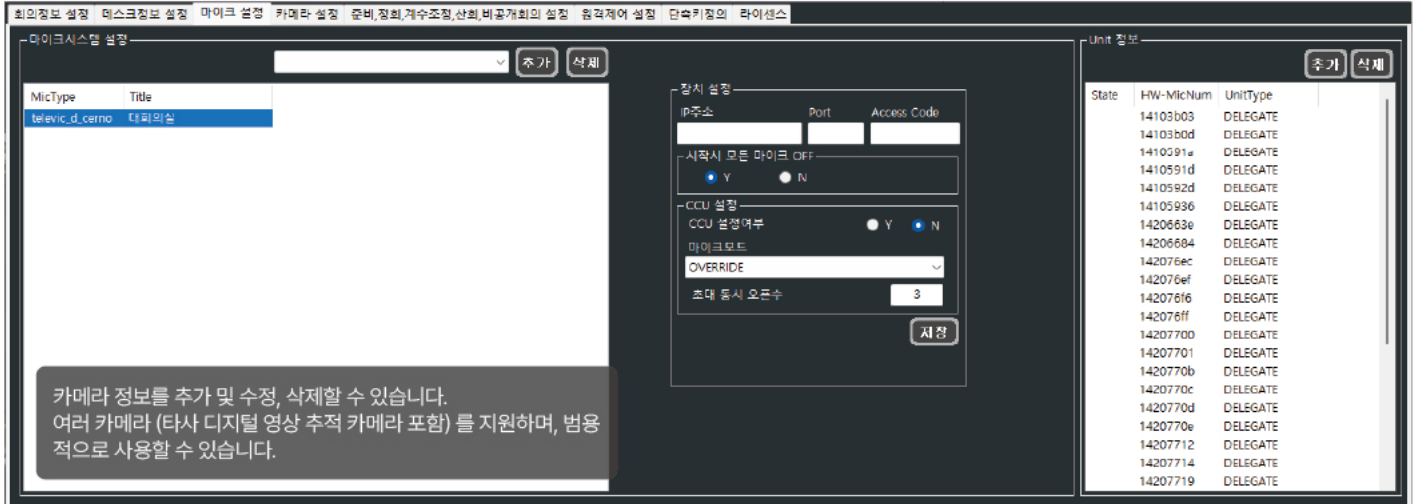 회의정보 설정 데스크정보 설정 마이크 설정 카메라 설정 준비,정회,계수조정,산회,비공개회의 설정 원격제어 설정 단축키정의 라이센스
마이크시스템 설정
추가 삭제
MicType Title
televic_d_cerno 대회의실
장치 설정
IP주소 Port Access Code
시작시 모든 마이크 OFF
Y N
CCU 설정
CCU 설정여부 Y N
마이크모드
OVERRIDE
초대 동시 오픈수 3
저장
카메라 정보를 추가 및 수정, 삭제할 수 있습니다.
여러 카메라 (타사 디지털 영상 추적 카메라 포함) 를 지원하며, 범용
적으로 사용할 수 있습니다.
Unit 정보
추가 삭제
State HW-MicNum UnitType
14103b03 DELEGATE
14103b0d DELEGATE
1410591a DELEGATE
1410591d DELEGATE
1410592d DELEGATE
14105936 DELEGATE
1420663e DELEGATE
14206684 DELEGATE
142076ec DELEGATE
142076ef DELEGATE
142076f6 DELEGATE
142076ff DELEGATE
14207700 DELEGATE
14207701 DELEGATE
1420770b DELEGATE
1420770c DELEGATE
1420770d DELEGATE
1420770e DELEGATE
14207712 DELEGATE
14207714 DELEGATE
14207719 DELEGATE